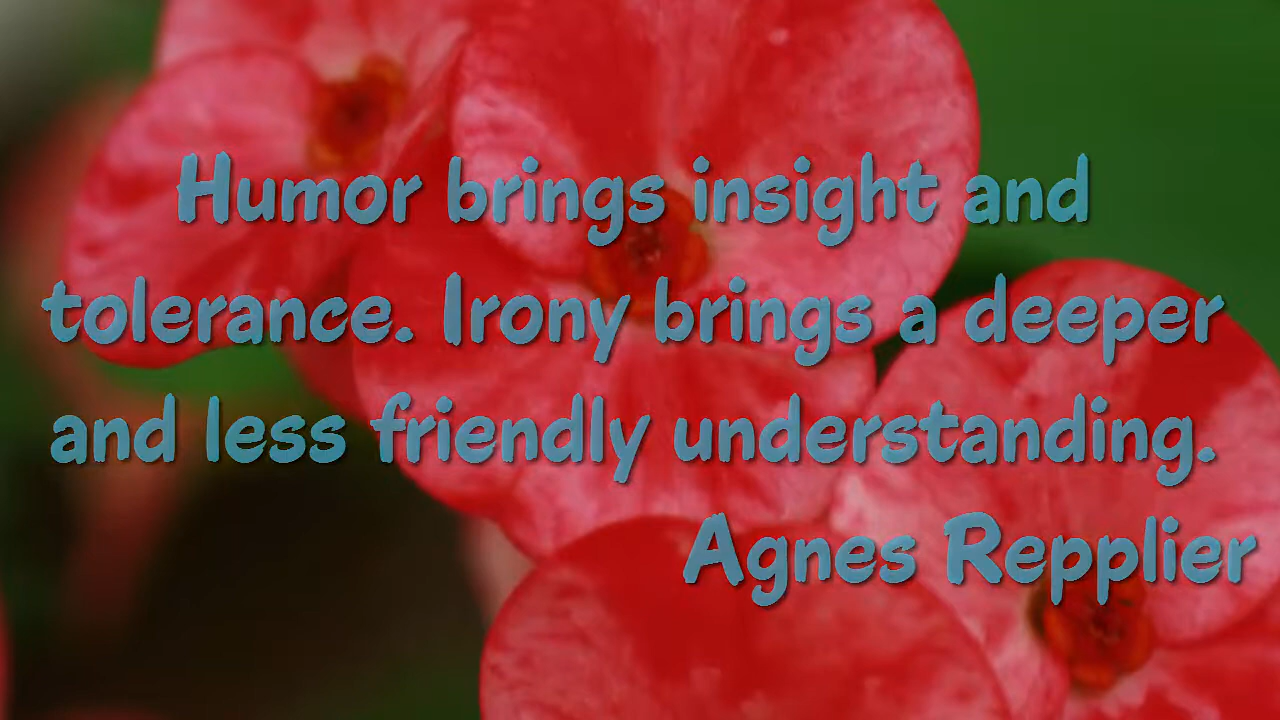 Humor brings insight and
tolerance. Irony brings a deeper
and less friendly understanding.
Agnes Repplier